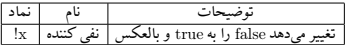 نماد نام توضیحات
!x نفی کننده تغییر می‌دهد false را به true و بالعکس